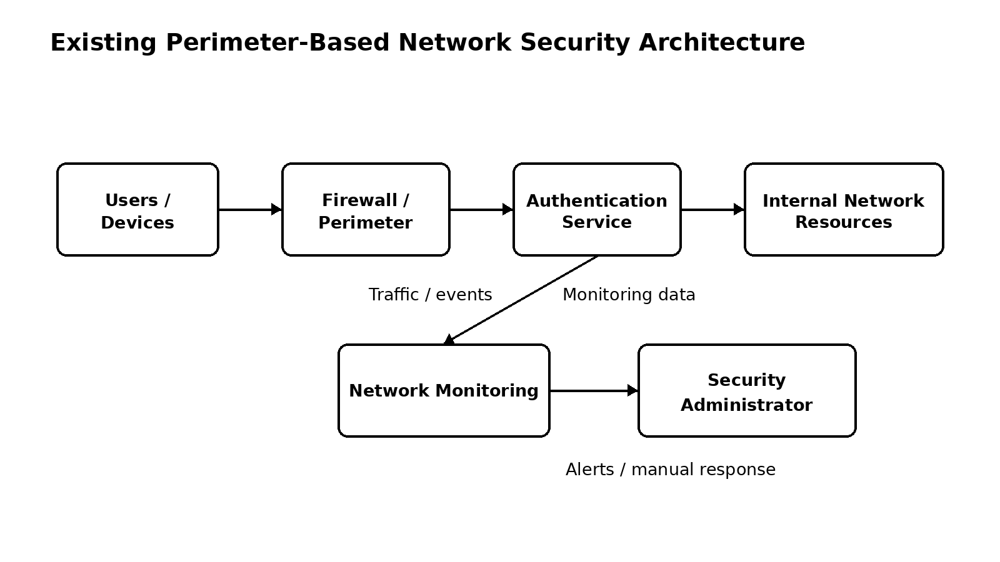 Existing Perimeter-Based Network Security Architecture
Users /
Devices
Firewall /
Perimeter
Authentication
Service
Internal Network
Resources
Traffic / events
Monitoring data
Network Monitoring
Security
Administrator
Alerts / manual response